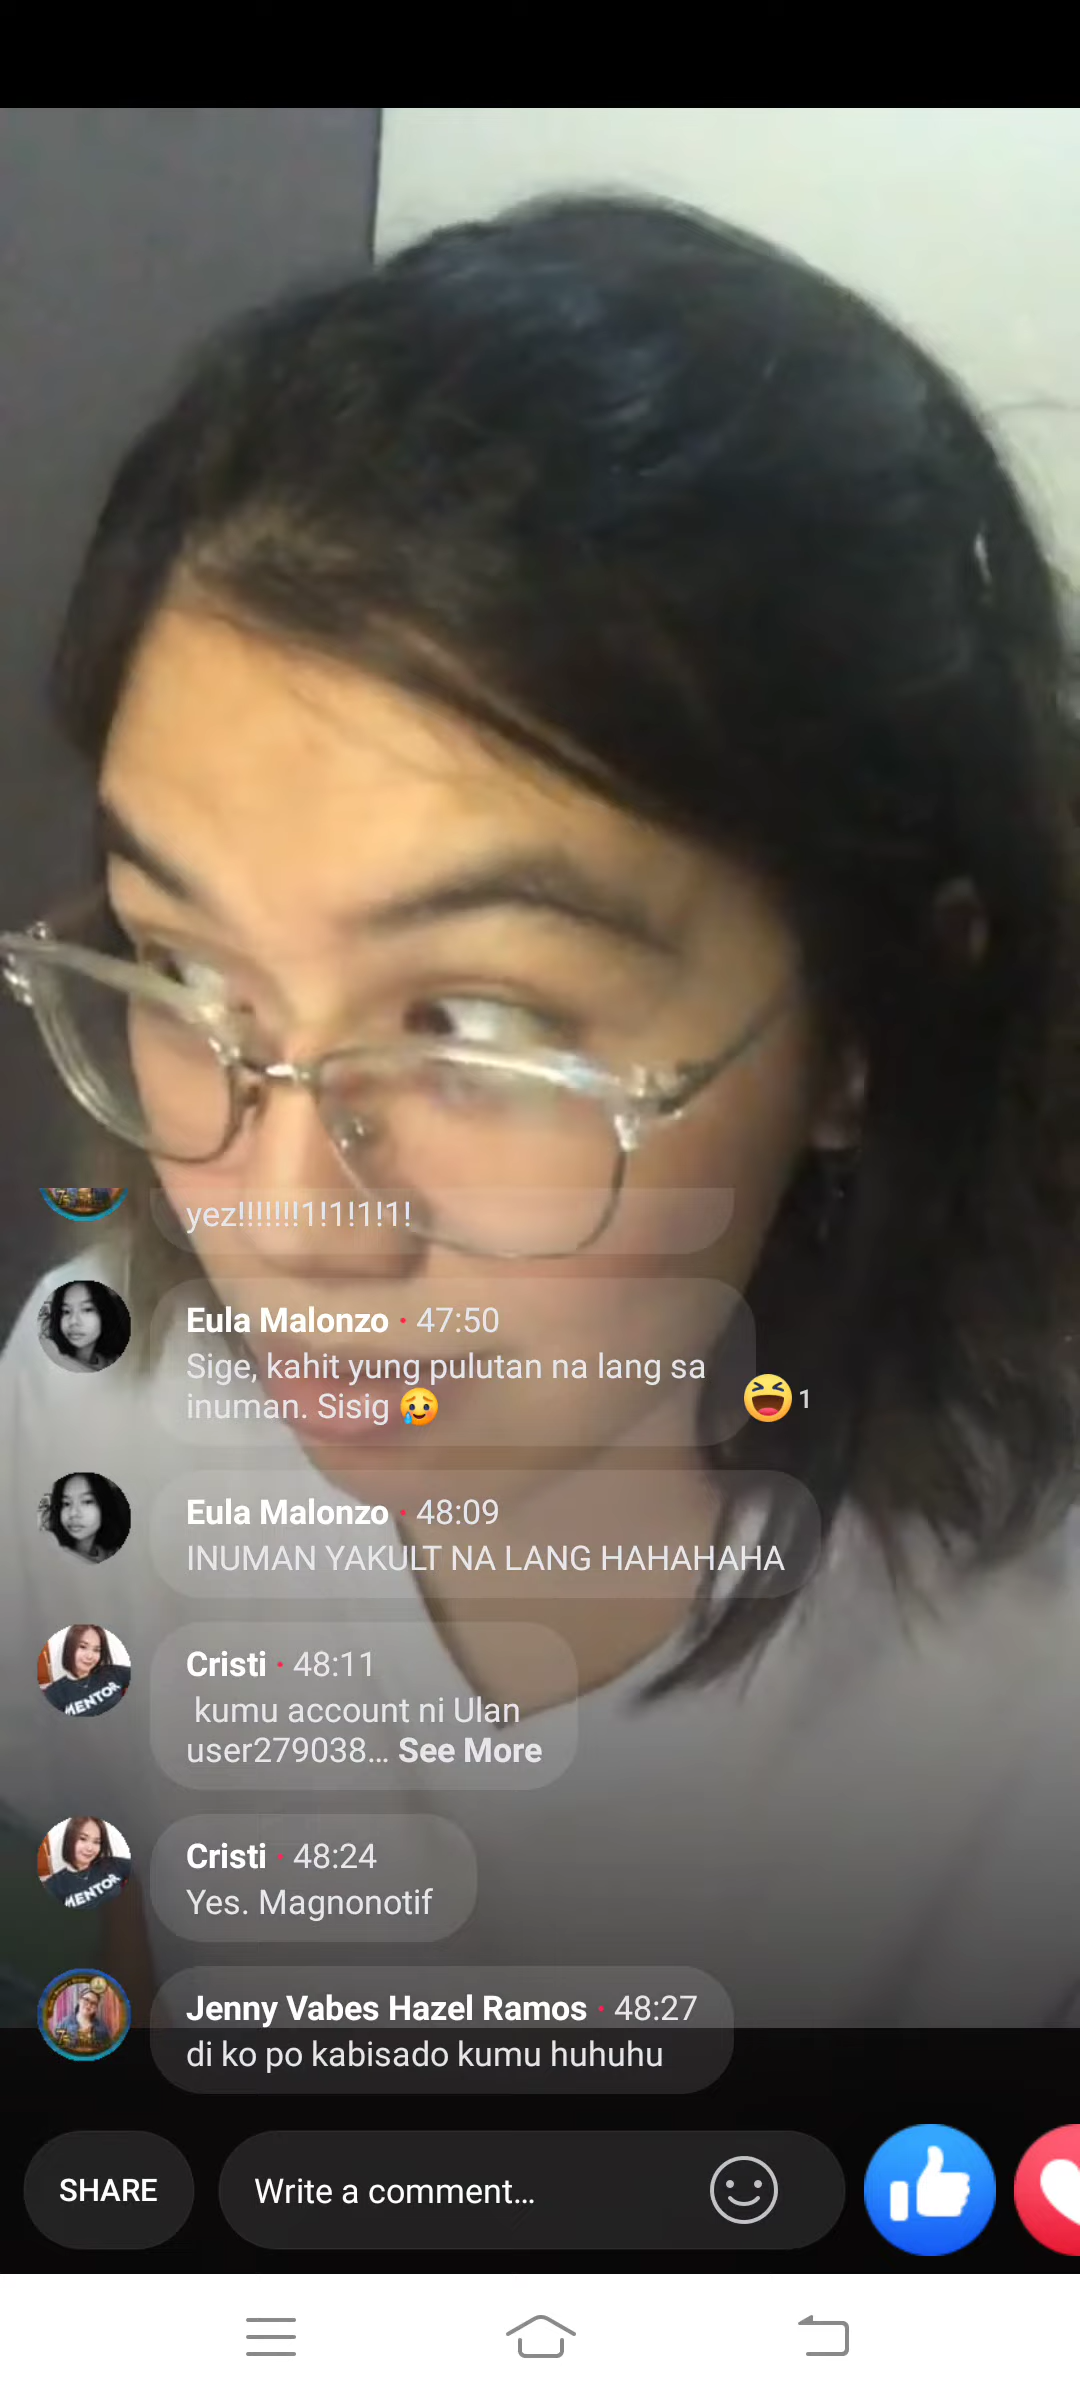 yez!!!!!!!1!1!1!1!
Eula Malonzo · 47:50
Sige, kahit yung pulutan na lang sa
inuman. Sisig 🥲
1
Eula Malonzo · 48:09
INUMAN YAKULT NA LANG HAHAHAHA
Cristi · 48:11
kumu account ni Ulan
user279038... See More
MENTOR
Cristi · 48:24
Yes. Magnonotif
MENTOR
Jenny Vabes Hazel Ramos · 48:27
di ko po kabisado kumu huhuhu
SHARE
Write a comment...